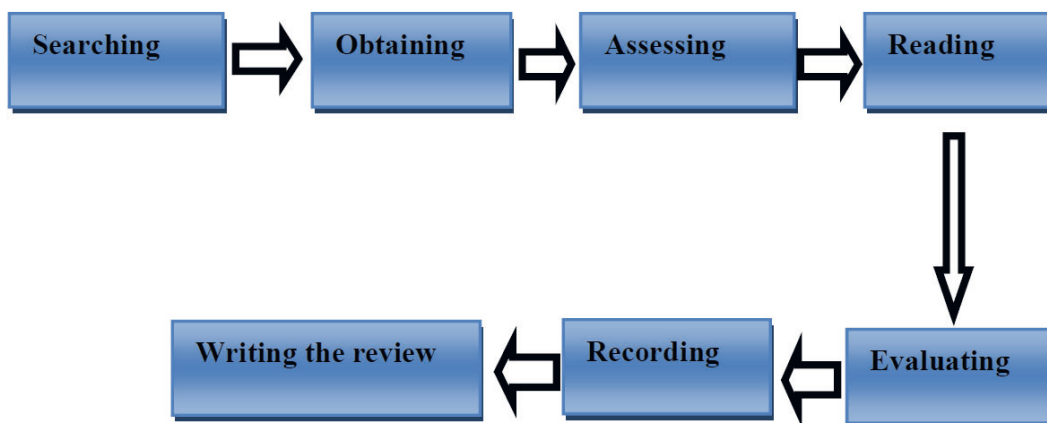 Searching
Obtaining
Assessing
Reading
Evaluating
Recording
Writing the review